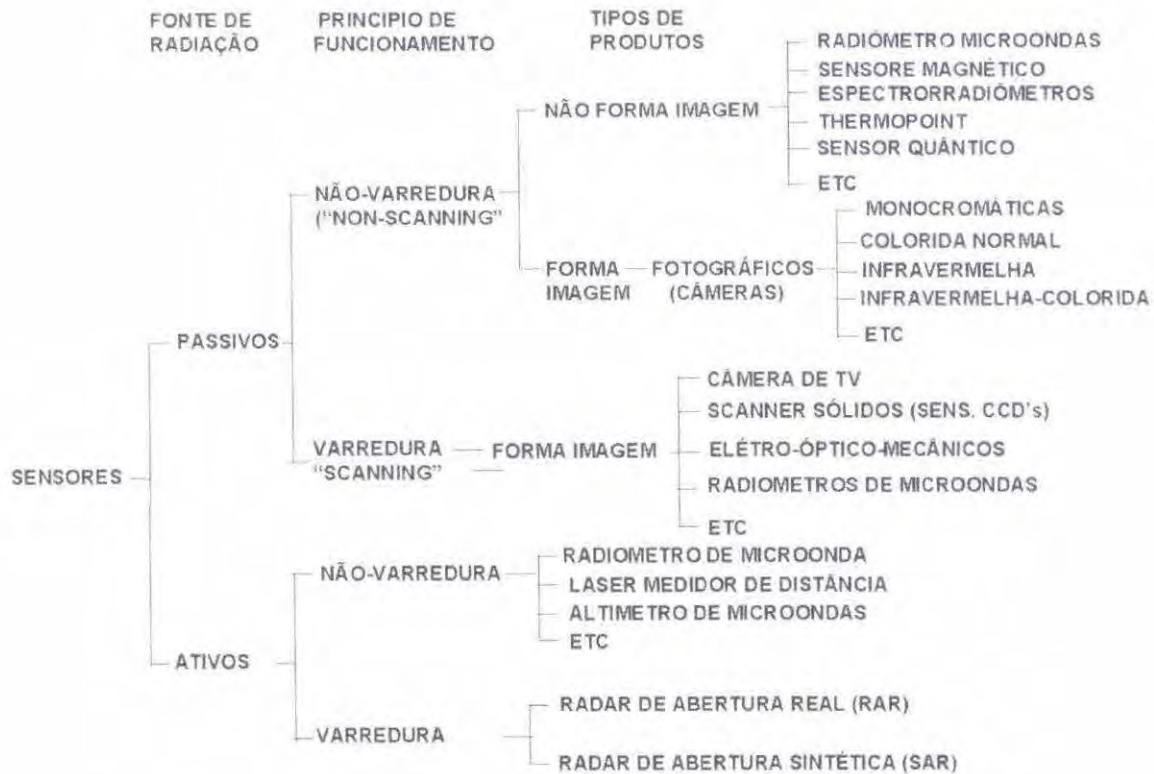 FONTE DE
RADIAÇÃO
PRINCIPIO DE
FUNCIONAMENTO
TIPOS DE
PRODUTOS
RADIÔMETRO MICROONDAS
SENSORE MAGNÉTICO
ESPECTRORRADIÔMETROS
THERMOPOINT
SENSOR QUÂNTICO
ETC
NÃO FORMA IMAGEM
NÃO-VARREDURA
("NON-SCANNING"
MONOCROMÁTICAS
COLORIDA NORMAL
INFRAVERMELHA
INFRAVERMELHA-COLORIDA
ETC
FORMA
IMAGEM
FOTOGRÁFICOS
(CÂMERAS)
PASSIVOS
CÂMERA DE TV
SCANNER SÓLIDOS (SENS. CCD's)
ELÉTRO-ÓPTICO-MECÂNICOS
RADIOMETROS DE MICROONDAS
ETC
VARREDURA
"SCANNING"
FORMA IMAGEM
SENSORES
RADIOMETRO DE MICROONDA
LASER MEDIDOR DE DISTÂNCIA
ALTIMETRO DE MICROONDAS
ETC
NÃO-VARREDURA
ATIVOS
RADAR DE ABERTURA REAL (RAR)
VARREDURA
RADAR DE ABERTURA SINTÉTICA (SAR)